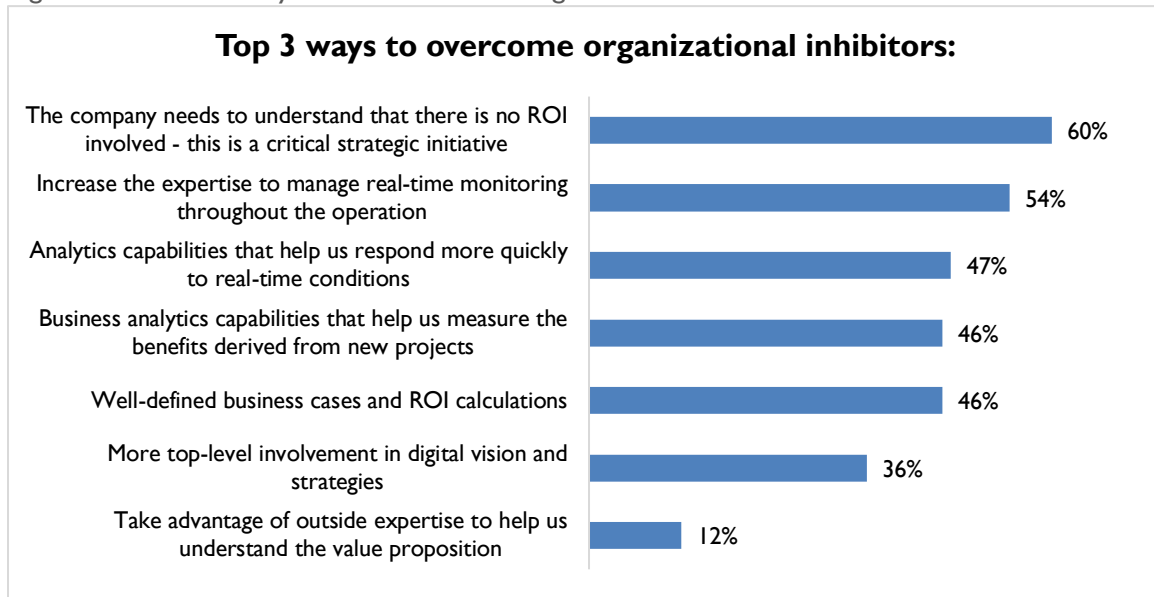 Top 3 ways to overcome organizational inhibitors:
The company needs to understand that there is no ROI
involved - this is a critical strategic initiative
60%
Increase the expertise to manage real-time monitoring
throughout the operation
54%
Analytics capabilities that help us respond more quickly
to real-time conditions
47%
Business analytics capabilities that help us measure the
benefits derived from new projects
46%
Well-defined business cases and ROI calculations
46%
More top-level involvement in digital vision and
strategies
36%
Take advantage of outside expertise to help us
understand the value proposition
12%